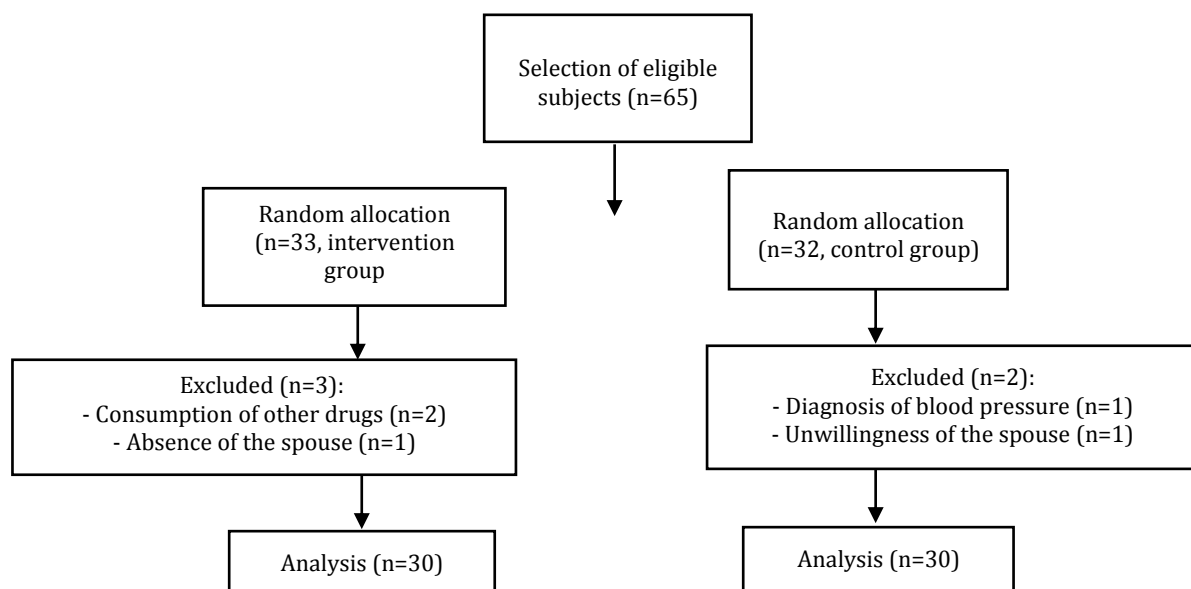 Selection of eligible
subjects (n=65)
Random allocation
(n=33, intervention
group
Random allocation
(n=32, control group)
Excluded (n=3):
- Consumption of other drugs (n=2)
- Absence of the spouse (n=1)
Excluded (n=2):
- Diagnosis of blood pressure (n=1)
- Unwillingness of the spouse (n=1)
Analysis (n=30)
Analysis (n=30)